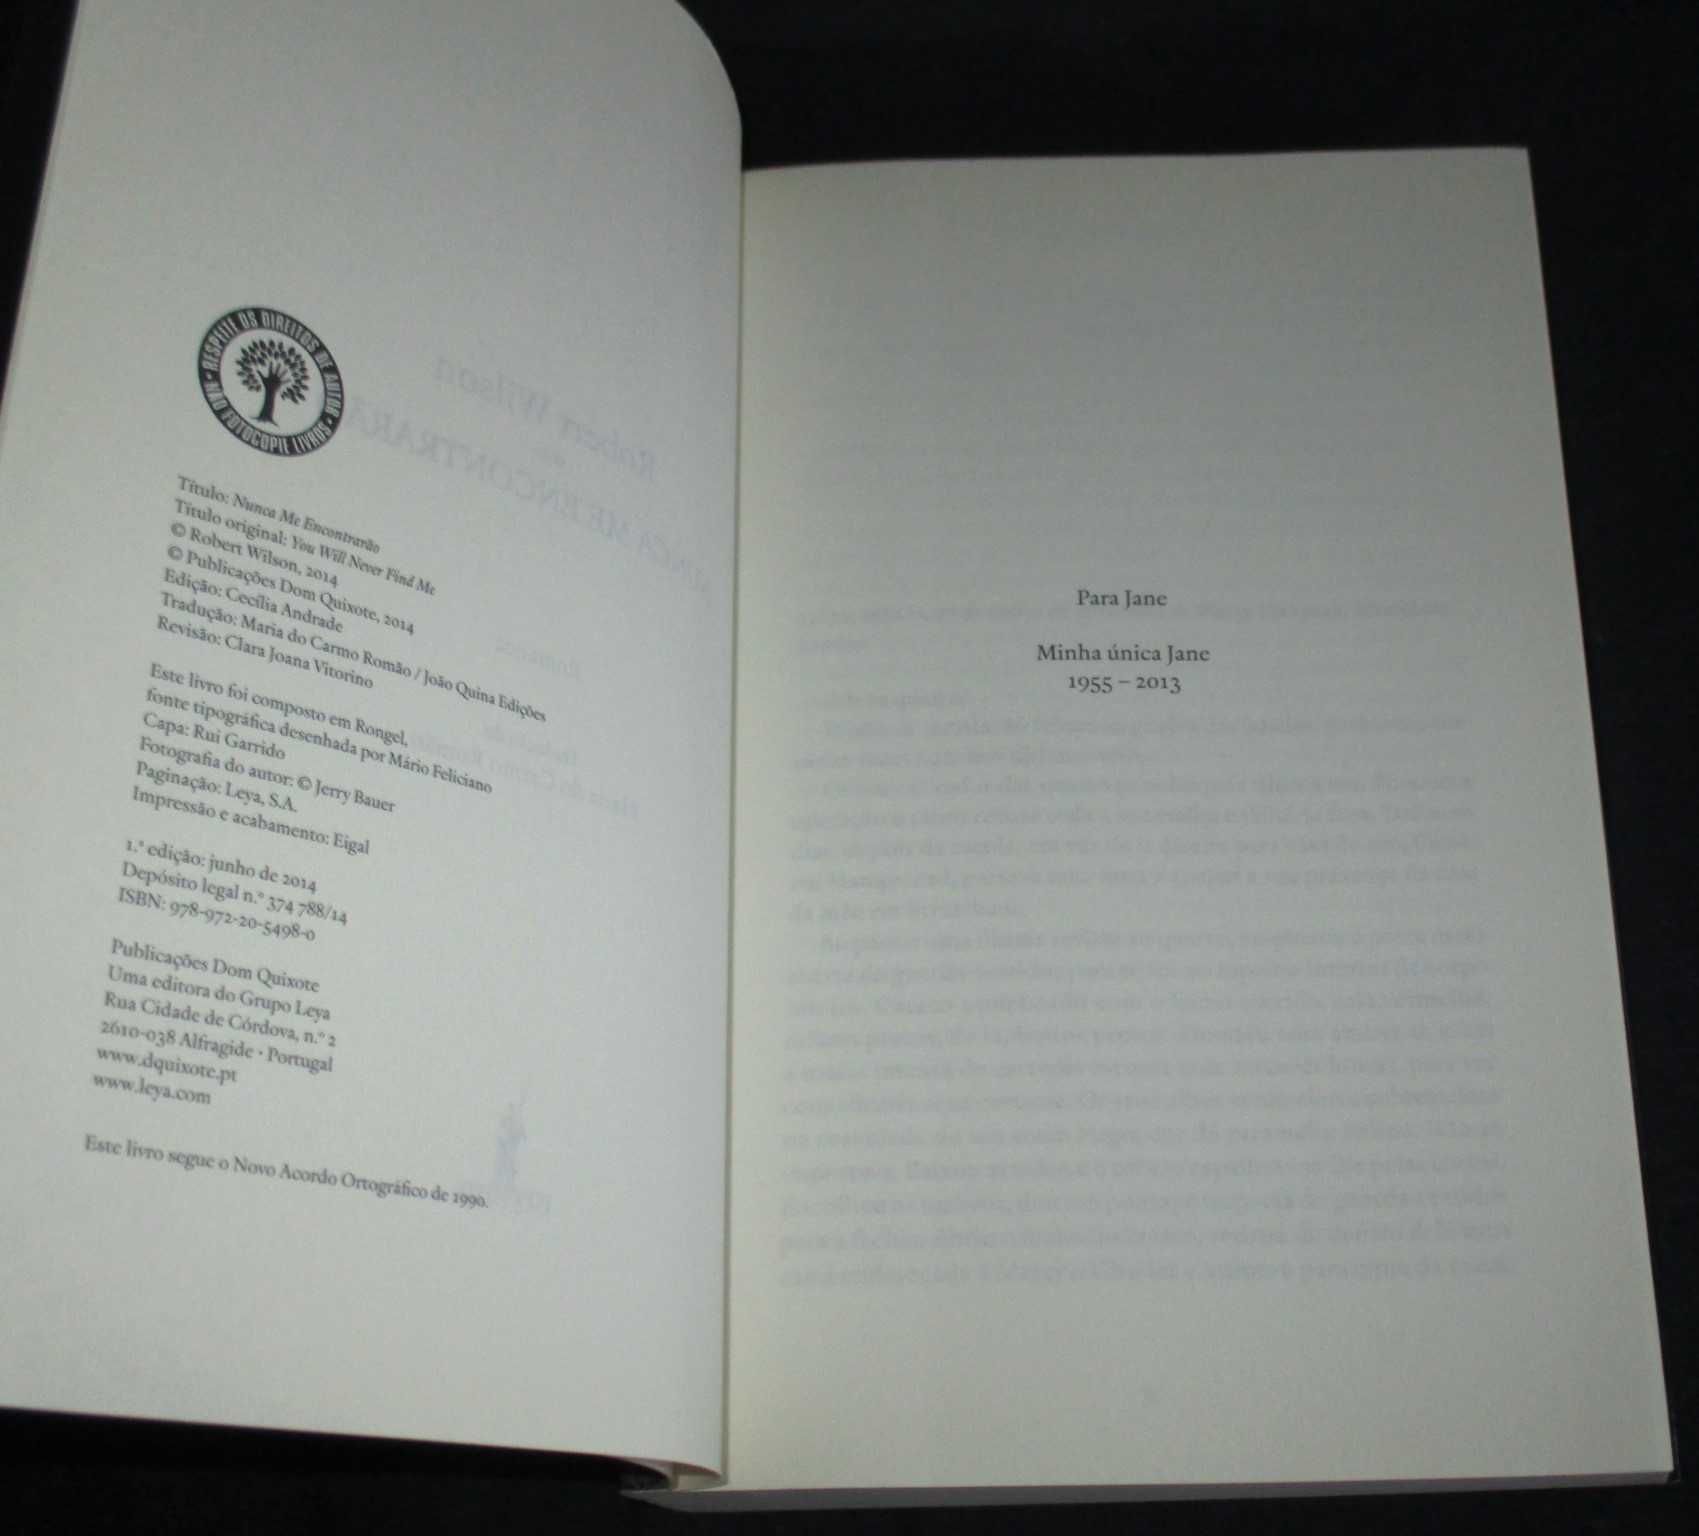 RESPEITE OS DIREITOS DE AUTOR • NÃO FOTOCOPIE LIVROS •
Título: Nunca Me Encontrarão
Título original: You Will Never Find Me
© Robert Wilson, 2014
© Publicações Dom Quixote, 2014
Edição: Cecília Andrade
Tradução: Maria do Carmo Romão / João Quina Edições
Revisão: Clara Joana Vitorino
Este livro foi composto em Rongel,
fonte tipográfica desenhada por Mário Feliciano
Capa: Rui Garrido
Fotografia do autor: © Jerry Bauer
Paginação: Leya, S.A.
Impressão e acabamento: Eigal
1.ª edição: junho de 2014
Depósito legal n.º 374 788/14
ISBN: 978-972-20-5498-0
Publicações Dom Quixote
Uma editora do Grupo Leya
Rua Cidade de Córdova, n.º 2
2610-038 Alfragide • Portugal
www.dquixote.pt
www.leya.com
Este livro segue o Novo Acordo Ortográfico de 1990.
Para Jane
Minha única Jane
1955 – 2013